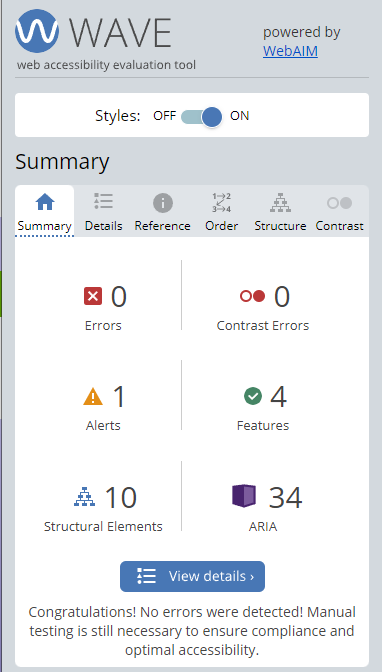 WAVE
web accessibility evaluation tool
powered by
WebAIM
Styles: OFF ON
Summary
Summary Details Reference Order Structure Contrast
0 0
Errors Contrast Errors
1 4
Alerts Features
10 34
Structural Elements ARIA
View details ›
Congratulations! No errors were detected! Manual
testing is still necessary to ensure compliance and
optimal accessibility.